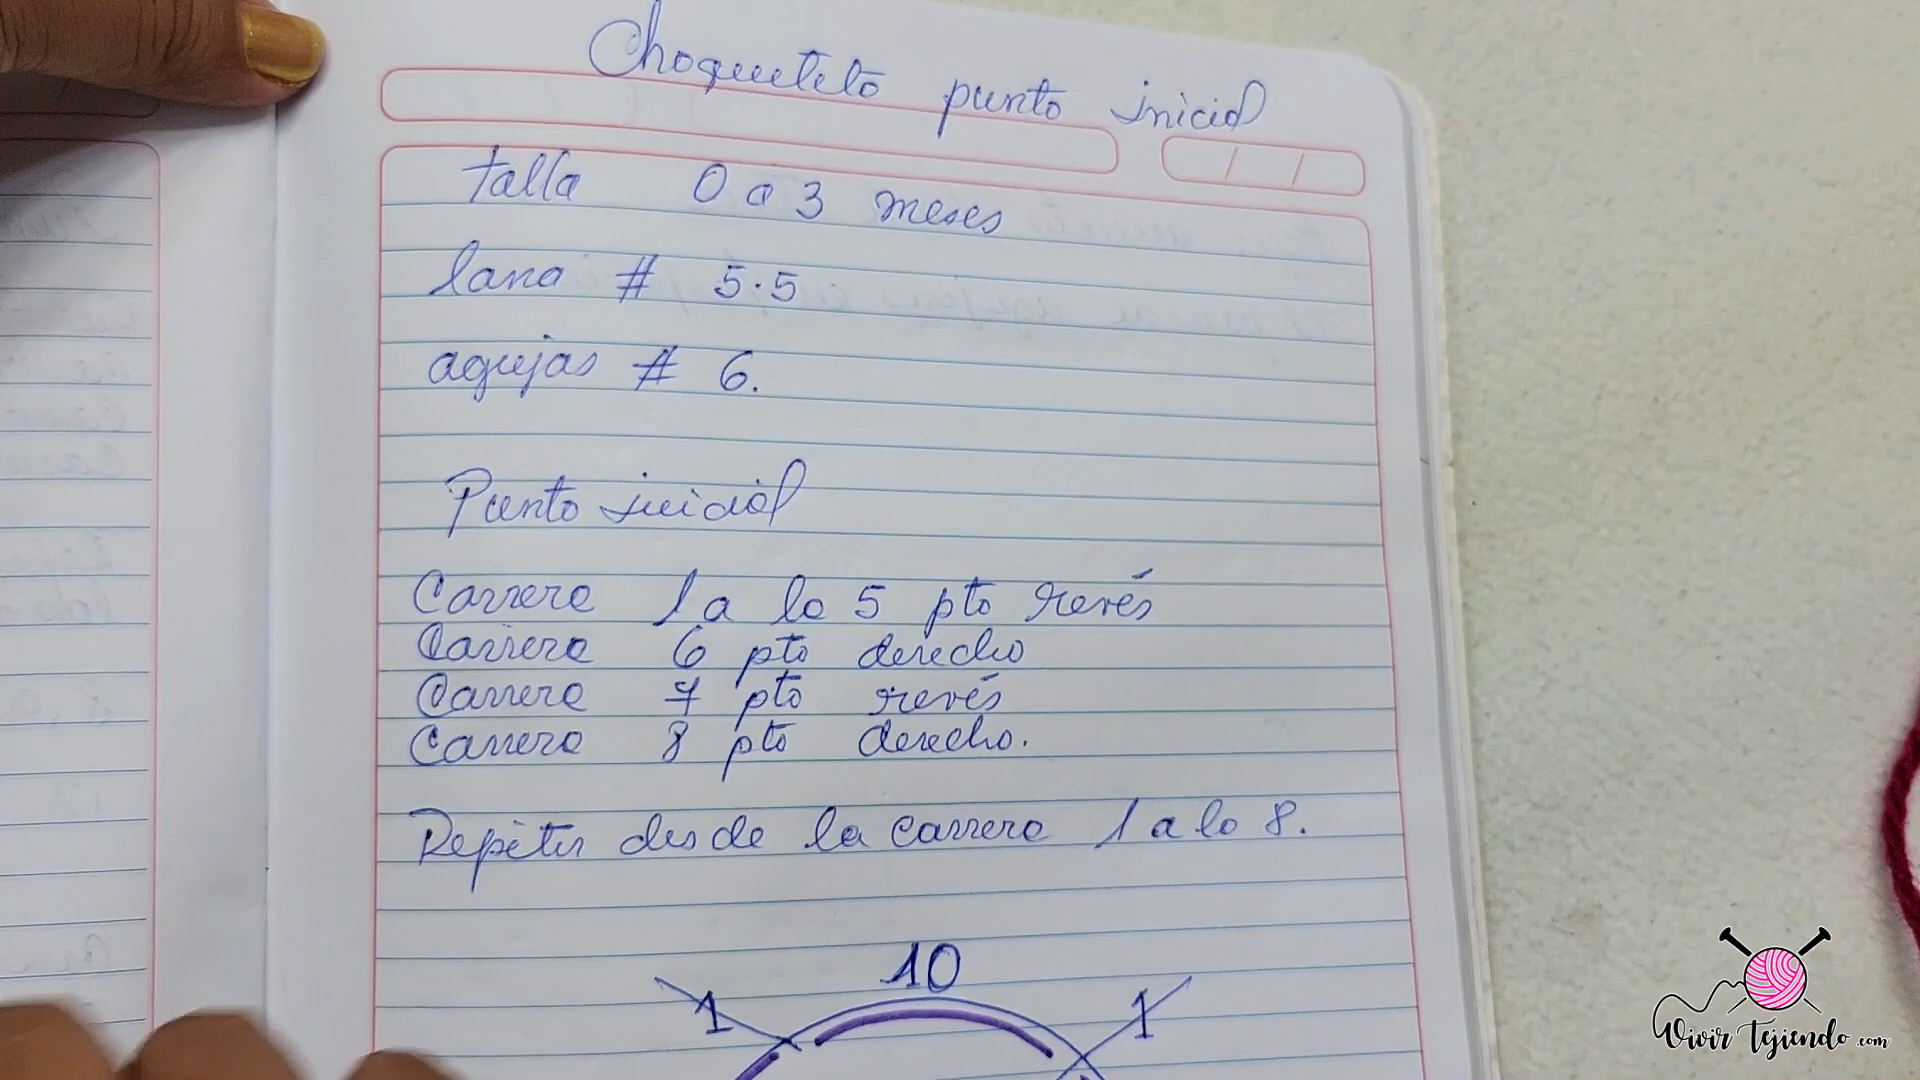 Choquetito punto inicial
talla 0 a 3 meses
lana # 5.5
agujas # 6.
Punto inicial
Carrera 1 a la 5 pto revés
Carrera 6 pto derecho
Carrera 7 pto revés
Carrera 8 pto derecho.
Repetir desde la carrera 1 a la 8.
10
1 1
Vivir Tejiendo.com